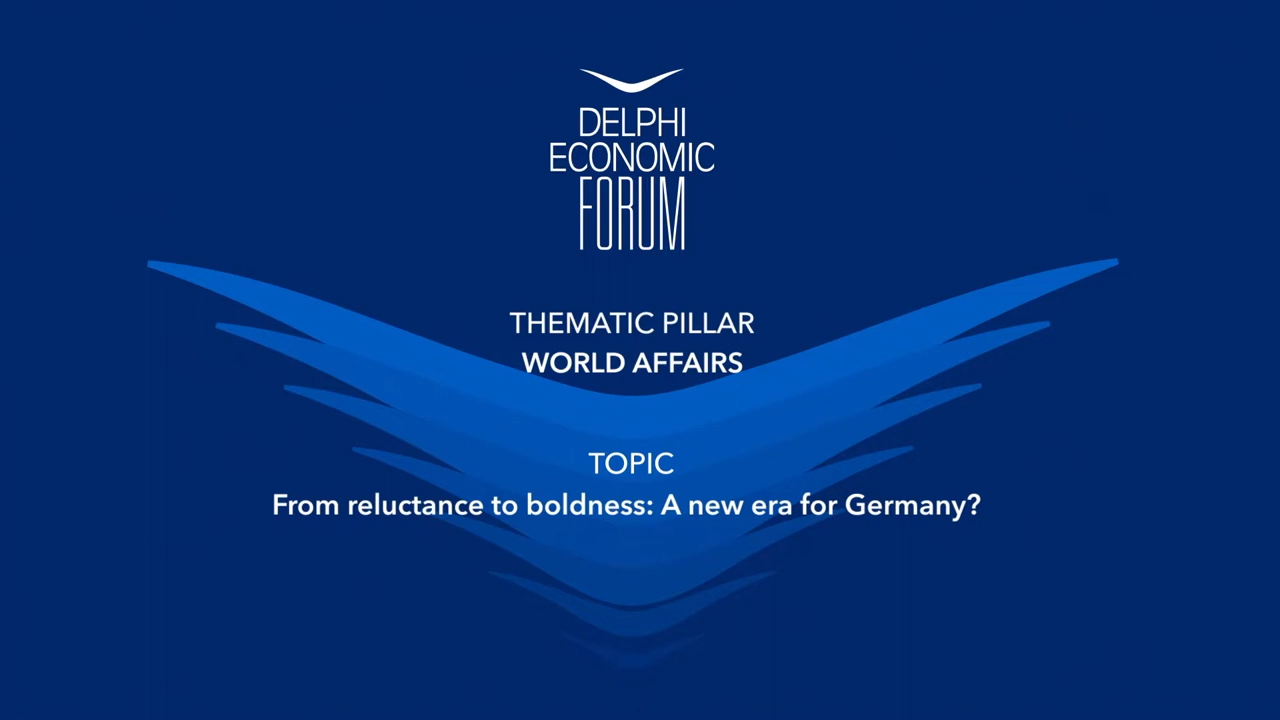 DELPHI
ECONOMIC
FORUM
THEMATIC PILLAR
WORLD AFFAIRS
TOPIC
From reluctance to boldness: A new era for Germany?